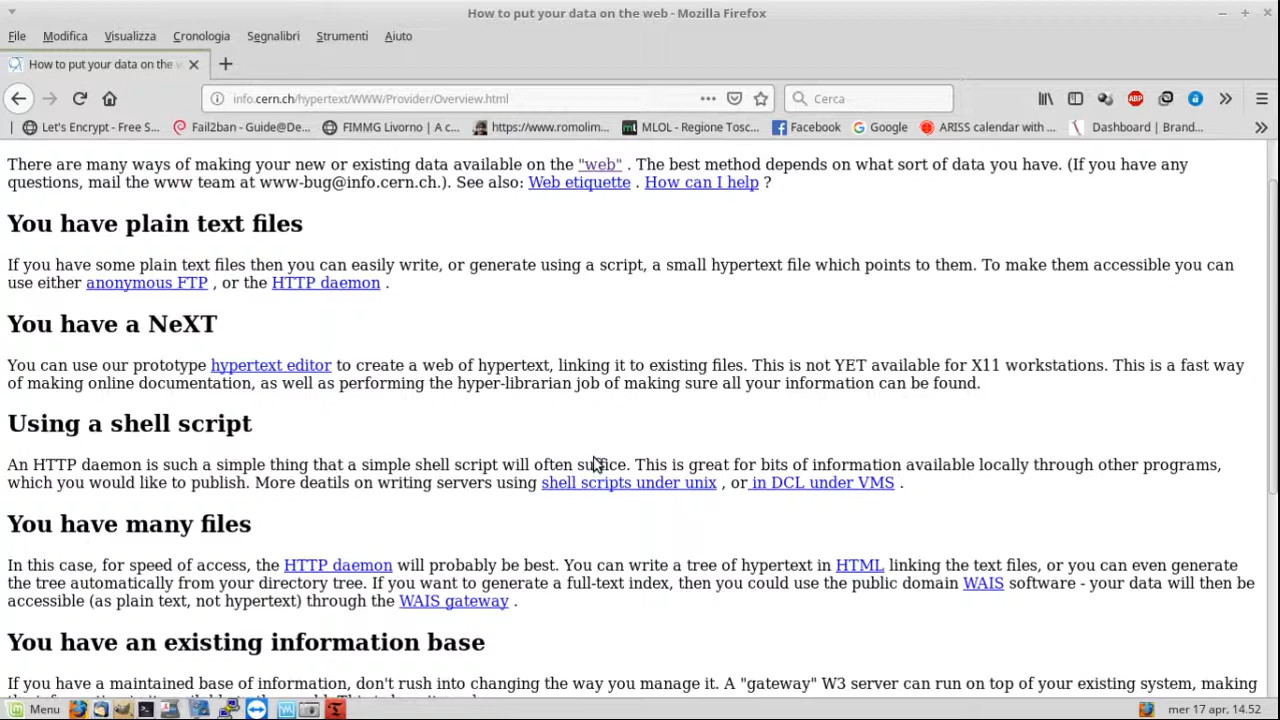 How to put your data on the web - Mozilla Firefox
File Modifica Visualizza Cronologia Segnalibri Strumenti Aiuto
How to put your data on the w
info.cern.ch/hypertext/WWW/Provider/Overview.html
Cerca
ABP
Let's Encrypt - Free S... Fail2ban - Guide@De... FIMMG Livorno | A c... https://www.romolim... MLOL - Regione Tosc... Facebook Google ARISS calendar with ... Dashboard | Brand...
There are many ways of making your new or existing data available on the "web" . The best method depends on what sort of data you have. (If you have any
questions, mail the www team at www-bug@info.cern.ch.). See also: Web etiquette . How can I help ?
You have plain text files
If you have some plain text files then you can easily write, or generate using a script, a small hypertext file which points to them. To make them accessible you can
use either anonymous FTP , or the HTTP daemon .
You have a NeXT
You can use our prototype hypertext editor to create a web of hypertext, linking it to existing files. This is not YET available for X11 workstations. This is a fast way
of making online documentation, as well as performing the hyper-librarian job of making sure all your information can be found.
Using a shell script
An HTTP daemon is such a simple thing that a simple shell script will often suffice. This is great for bits of information available locally through other programs,
which you would like to publish. More deatils on writing servers using shell scripts under unix , or in DCL under VMS .
You have many files
In this case, for speed of access, the HTTP daemon will probably be best. You can write a tree of hypertext in HTML linking the text files, or you can even generate
the tree automatically from your directory tree. If you want to generate a full-text index, then you could use the public domain WAIS software - your data will then be
accessible (as plain text, not hypertext) through the WAIS gateway .
You have an existing information base
If you have a maintained base of information, don't rush into changing the way you manage it. A "gateway" W3 server can run on top of your existing system, making
Menu
mer 17 apr, 14.52